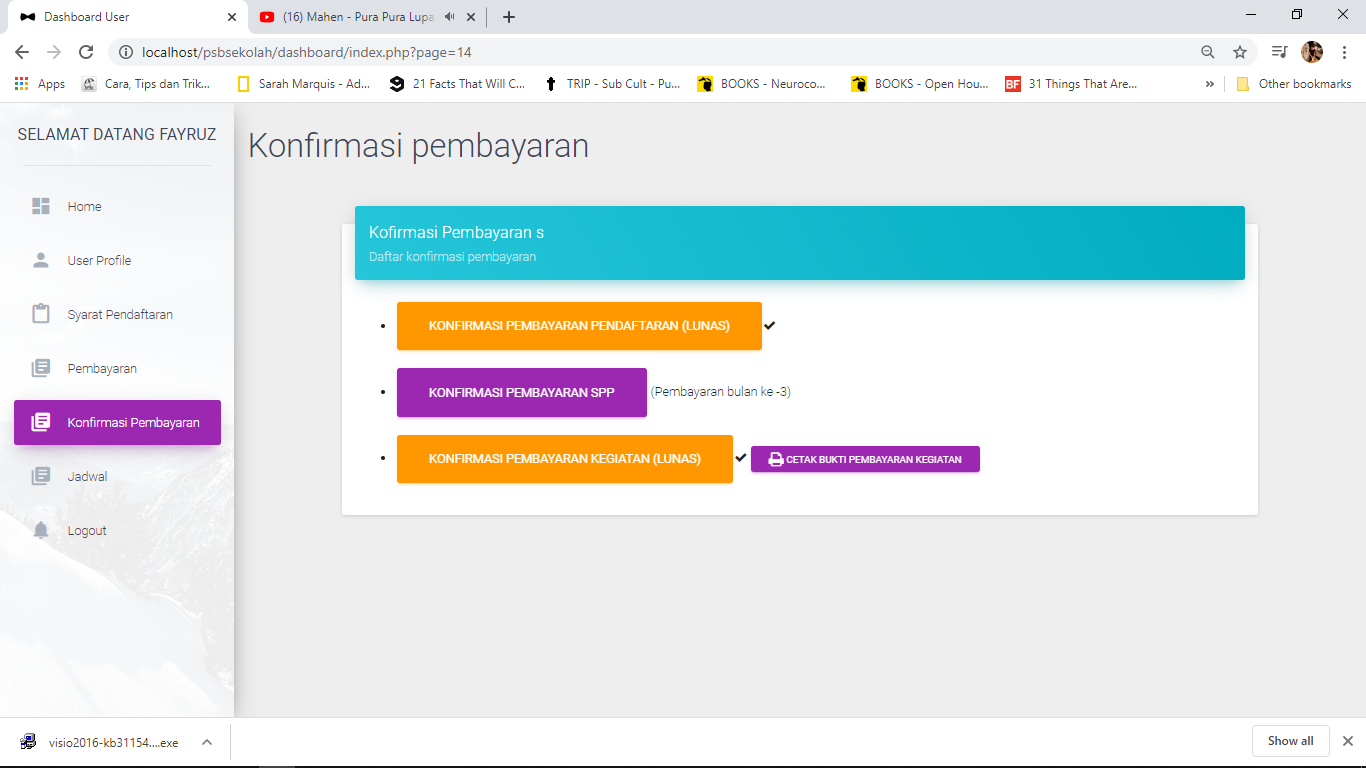 Dashboard User
(16) Mahen - Pura Pura Lupa
localhost/psbsekolah/dashboard/index.php?page=14
Apps
Cara, Tips dan Trik...
Sarah Marquis - Ad...
21 Facts That Will C...
TRIP - Sub Cult - Pu...
BOOKS - Neuroco...
BOOKS - Open Hou...
BF
31 Things That Are...
»
Other bookmarks
SELAMAT DATANG FAYRUZ
Home
User Profile
Syarat Pendaftaran
Pembayaran
Konfirmasi Pembayaran
Jadwal
Logout
Konfirmasi pembayaran
Kofirmasi Pembayaran s
Daftar konfirmasi pembayaran
KONFIRMASI PEMBAYARAN PENDAFTARAN (LUNAS)
KONFIRMASI PEMBAYARAN SPP (Pembayaran bulan ke -3)
KONFIRMASI PEMBAYARAN KEGIATAN (LUNAS) CETAK BUKTI PEMBAYARAN KEGIATAN
visio2016-kb31154....exe
Show all